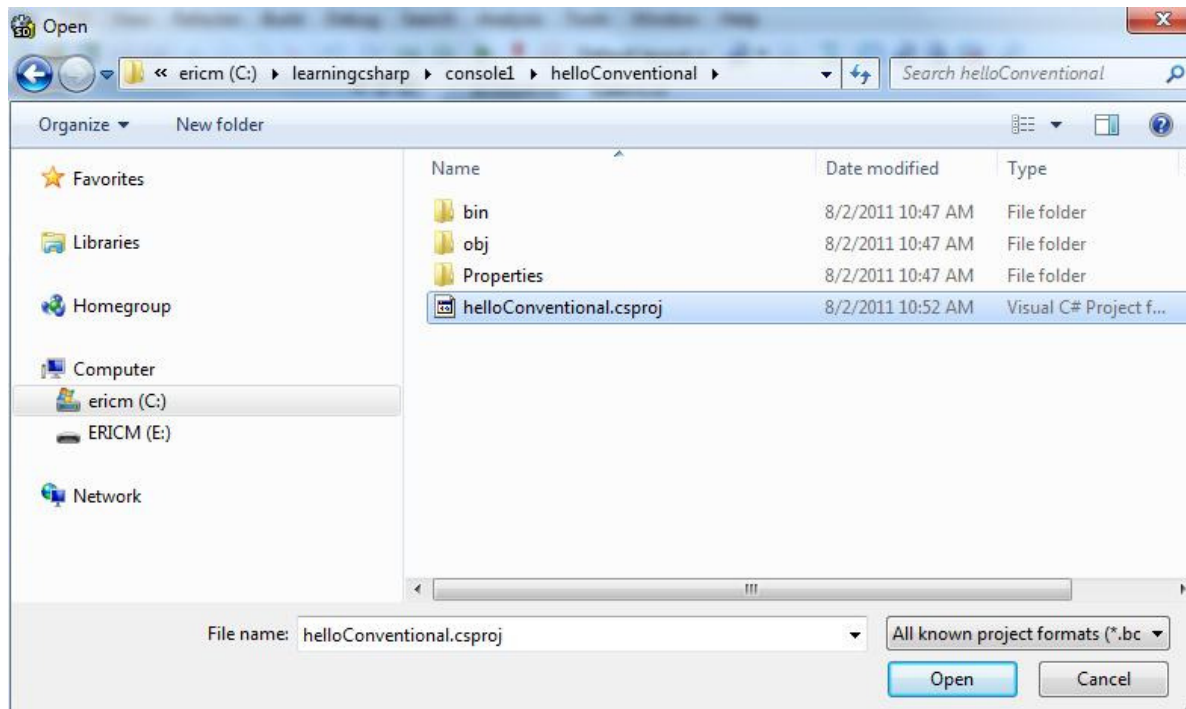 Open
« ericm (C:) ▸ learningcsharp ▸ console1 ▸ helloConventional ▸
Search helloConventional
Organize
New folder
Name Date modified Type
Favorites
Libraries
Homegroup
Computer
ericm (C:)
ERICM (E:)
Network
bin 8/2/2011 10:47 AM File folder
obj 8/2/2011 10:47 AM File folder
Properties 8/2/2011 10:47 AM File folder
helloConventional.csproj 8/2/2011 10:52 AM Visual C# Project f...
File name: helloConventional.csproj
All known project formats (*.bc
Open Cancel